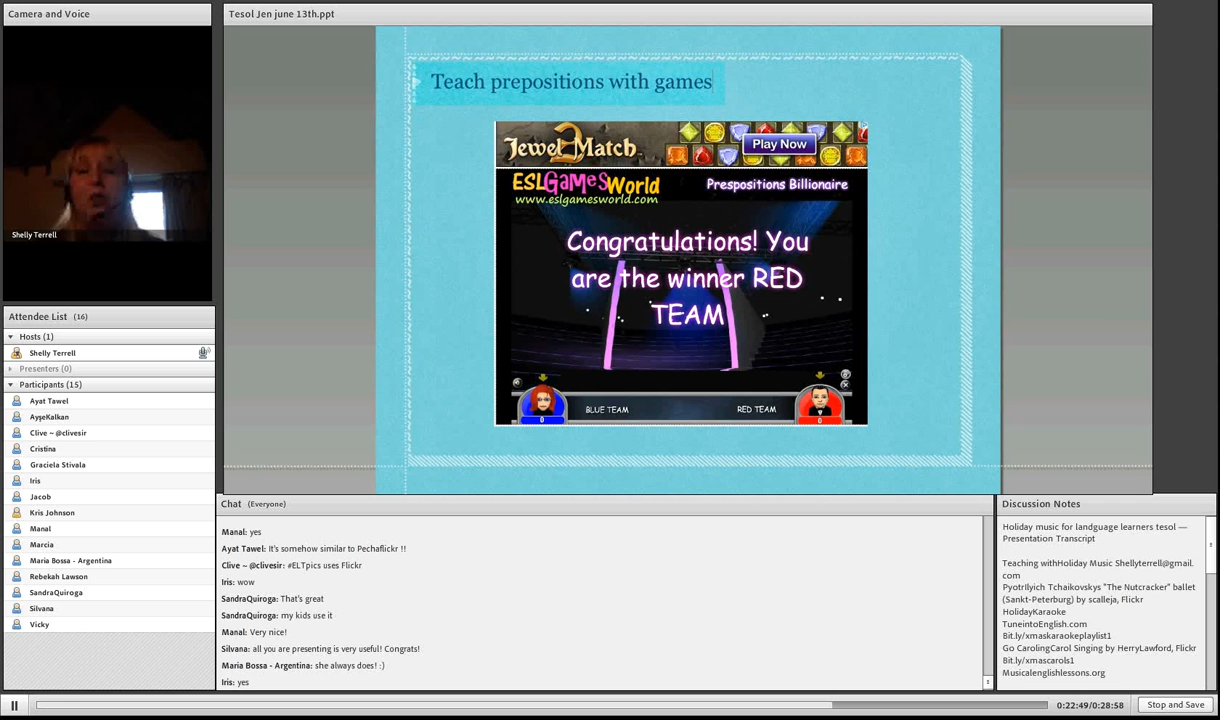 Camera and Voice
Shelly Terrell
Attendee List (16)
Hosts (1)
Shelly Terrell
Presenters (0)
Participants (15)
Ayat Tawel
AyşeKalkan
Clive ~ @clivesir
Cristina
Graciela Stivala
Iris
Jacob
Kris Johnson
Manal
Marcia
Maria Bossa - Argentina
Rebekah Lawson
SandraQuiroga
Silvana
Vicky
Tesol Jen june 13th.ppt
Teach prepositions with games
Jewel Match 2
Play Now
ESLGamesWorld
www.eslgamesworld.com
Prespositions Billionaire
Congratulations! You
are the winner RED
TEAM
BLUE TEAM
RED TEAM
0
0
Chat (Everyone)
Manal: yes
Ayat Tawel: It's somehow similar to Pechaflickr !!
Clive ~ @clivesir: #ELTpics uses Flickr
Iris: wow
SandraQuiroga: That's great
SandraQuiroga: my kids use it
Manal: Very nice!
Silvana: all you are presenting is very useful! Congrats!
Maria Bossa - Argentina: she always does! :)
Iris: yes
Discussion Notes
Holiday music for landguage learners tesol —
Presentation Transcript
Teaching withHoliday Music Shellyterrell@gmail.
com
PyotrIlyich Tchaikovskys "The Nutcracker" ballet
(Sankt-Peterburg) by scalleja, Flickr
HolidayKaraoke
TuneintoEnglish.com
Bit.ly/xmaskaraokeplaylist1
Go CarolingCarol Singing by HerryLawford, Flickr
Bit.ly/xmascarols1
Musicalenglishlessons.org
0:22:49/0:28:58
Stop and Save